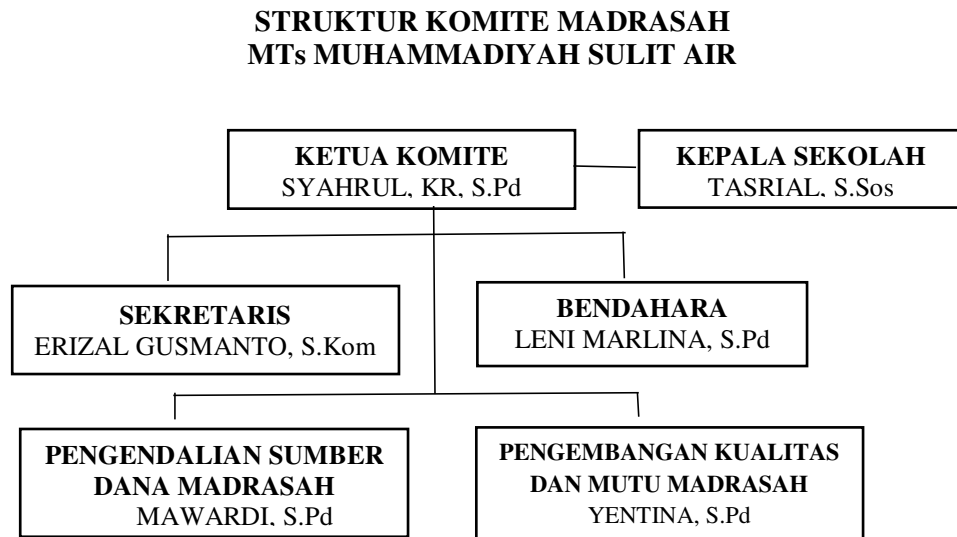 STRUKTUR KOMITE MADRASAH
MTs MUHAMMADIYAH SULIT AIR
KETUA KOMITE
SYAHRUL, KR, S.Pd
KEPALA SEKOLAH
TASRIAL, S.Sos
SEKRETARIS
ERIZAL GUSMANTO, S.Kom
BENDAHARA
LENI MARLINA, S.Pd
PENGENDALIAN SUMBER
DANA MADRASAH
MAWARDI, S.Pd
PENGEMBANGAN KUALITAS
DAN MUTU MADRASAH
YENTINA, S.Pd